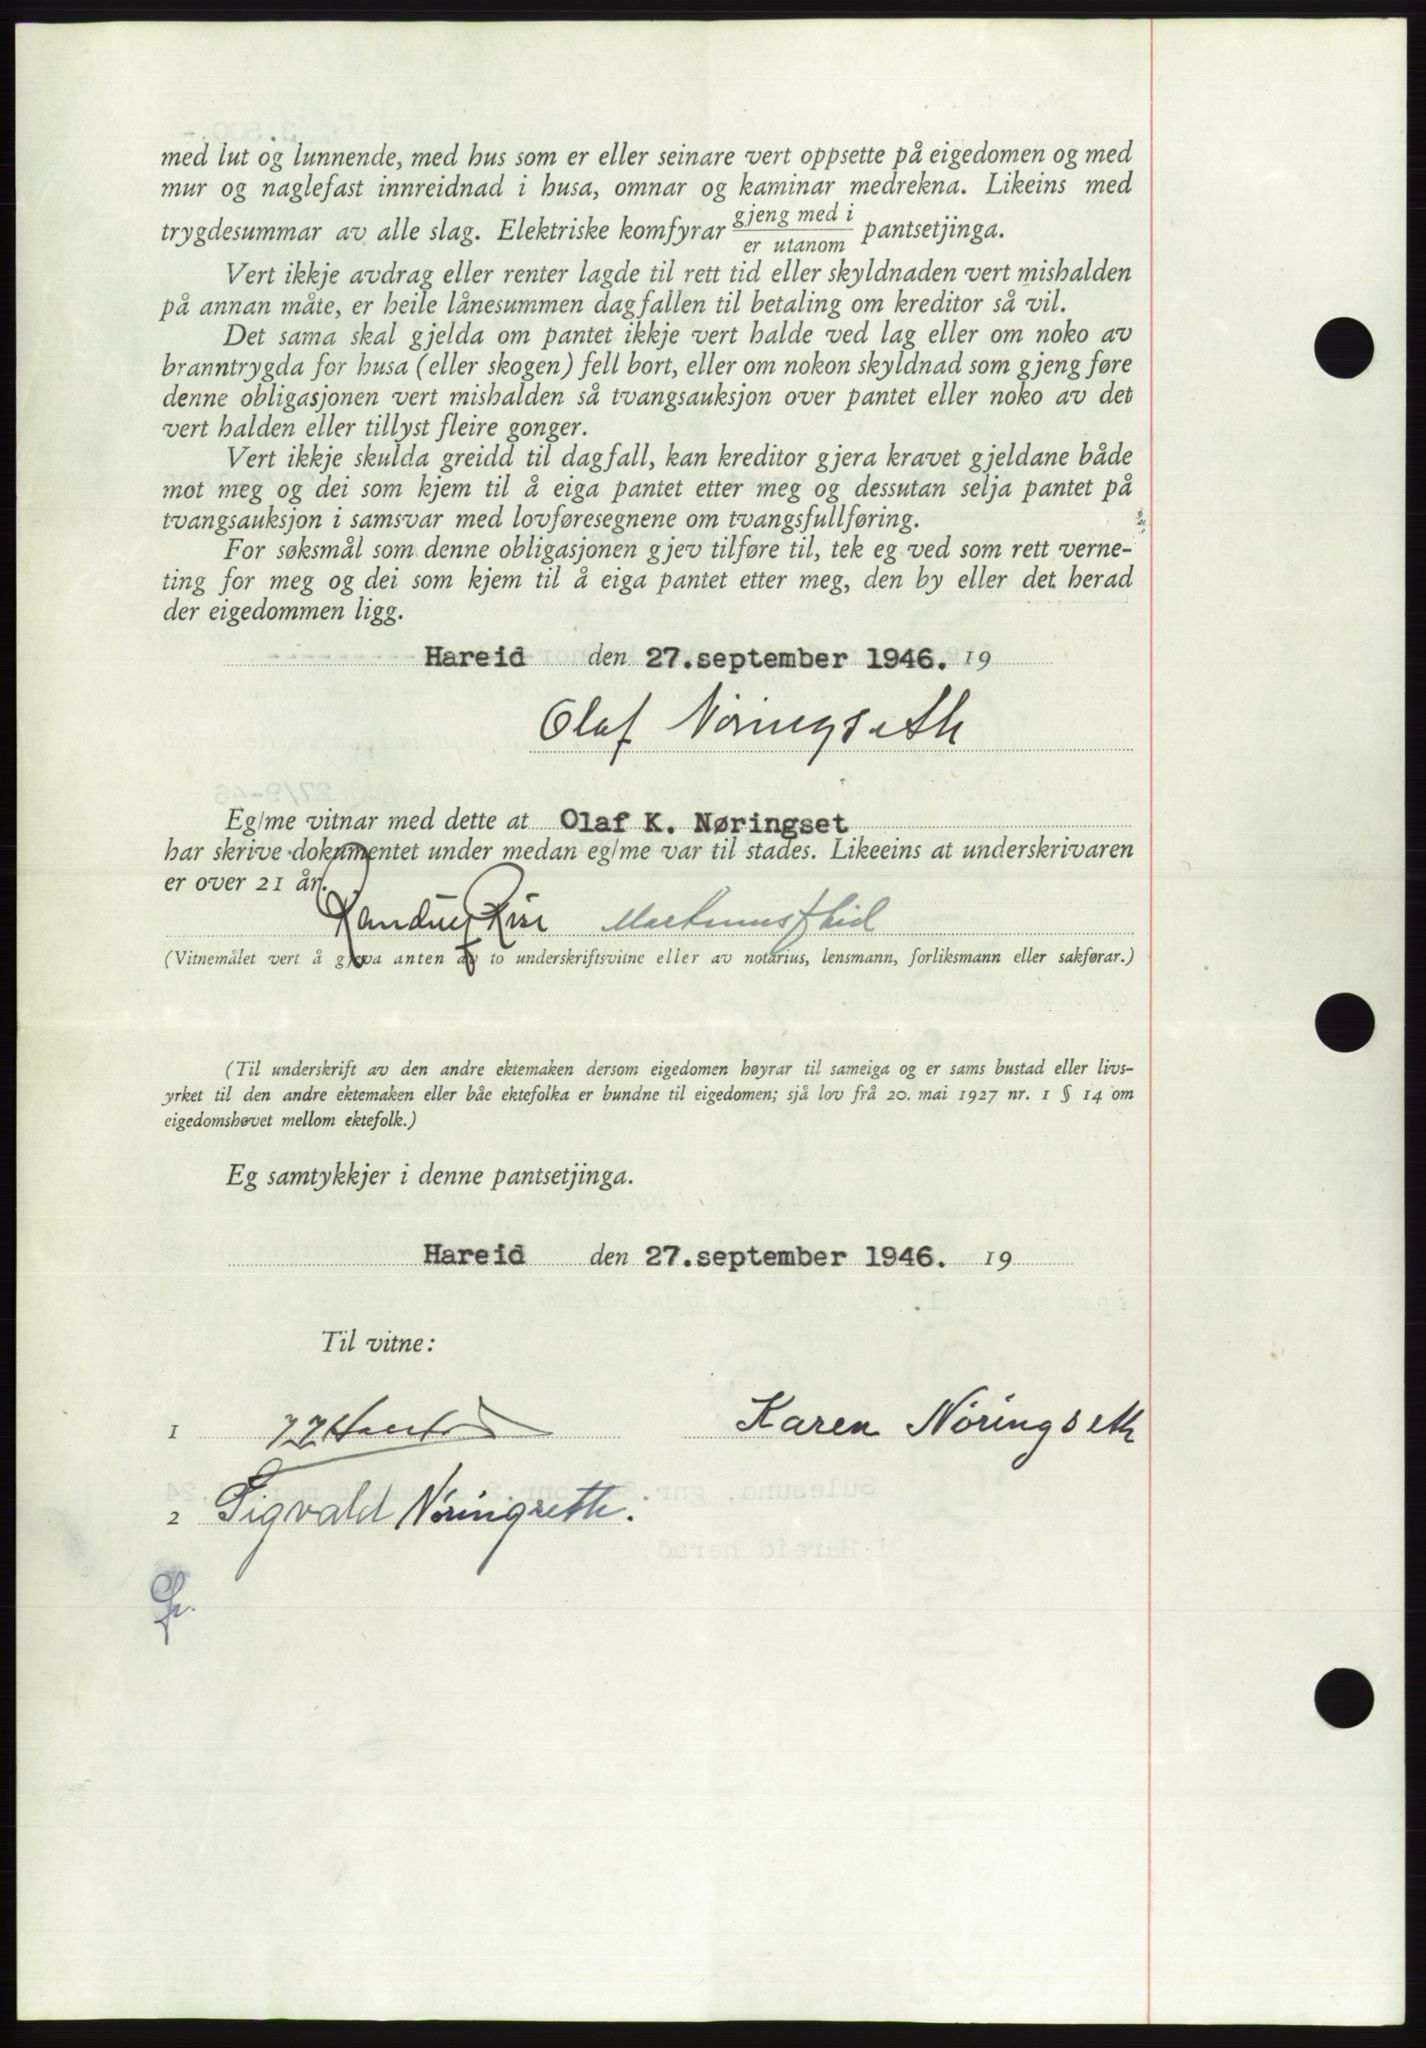 med lut og lunnende, med hus som er eller seinare vert oppsette på eigedomen og med
mur og naglefast innreidnad i husa, omnar og kaminar medrekna. Likeins med
trygdesummar av alle slag. Elektriske komfyrar gjeng med i / er utanom pantsetjinga.
Vert ikkje avdrag eller renter lagde til rett tid eller skyldnaden vert mishalden
på annan måte, er heile lånesummen dagfallen til betaling om kreditor så vil.
Det sama skal gjelda om pantet ikkje vert halde ved lag eller om noko av
branntrygda for husa (eller skogen) fell bort, eller om nokon skyldnad som gjeng føre
denne obligasjonen vert mishalden så tvangsauksjon over pantet eller noko av det
vert halden eller tillyst fleire gonger.
Vert ikkje skulda greidd til dagfall, kan kreditor gjera kravet gjeldane både
mot meg og dei som kjem til å eiga pantet etter meg og dessutan selja pantet på
tvangsauksjon i samsvar med lovføresegnene om tvangsfullføring.
For søksmål som denne obligasjonen gjev tilføre til, tek eg ved som rett verne-
ting for meg og dei som kjem til å eiga pantet etter meg, den by eller det herad
der eigedommen ligg.
Hareid den 27.september 1946. 19
Olaf Nöringseth
Eg/me vitnar med dette at Olaf K. Nøringset
har skrive dokumentet under medan eg/me var til stades. Likeeins at underskrivaren
er over 21 år.
Rise
(Vitnemålet vert å gjeva anten av to underskriftsvitne eller av notarius, lensmann, forliksmann eller sakførar.)
(Til underskrift av den andre ektemaken dersom eigedomen høyrar til sameiga og er sams bustad eller livs-
yrket til den andre ektemaken eller båe ektefolka er bundne til eigedomen; sjå lov frå 20. mai 1927 nr. 1 § 14 om
eigedomshøvet mellom ektefolk.)
Eg samtykkjer i denne pantsetjinga.
Hareid den 27.september 1946. 19
Til vitne:
1 Karen Nöringseth
2 Sigvald Nöringseth.